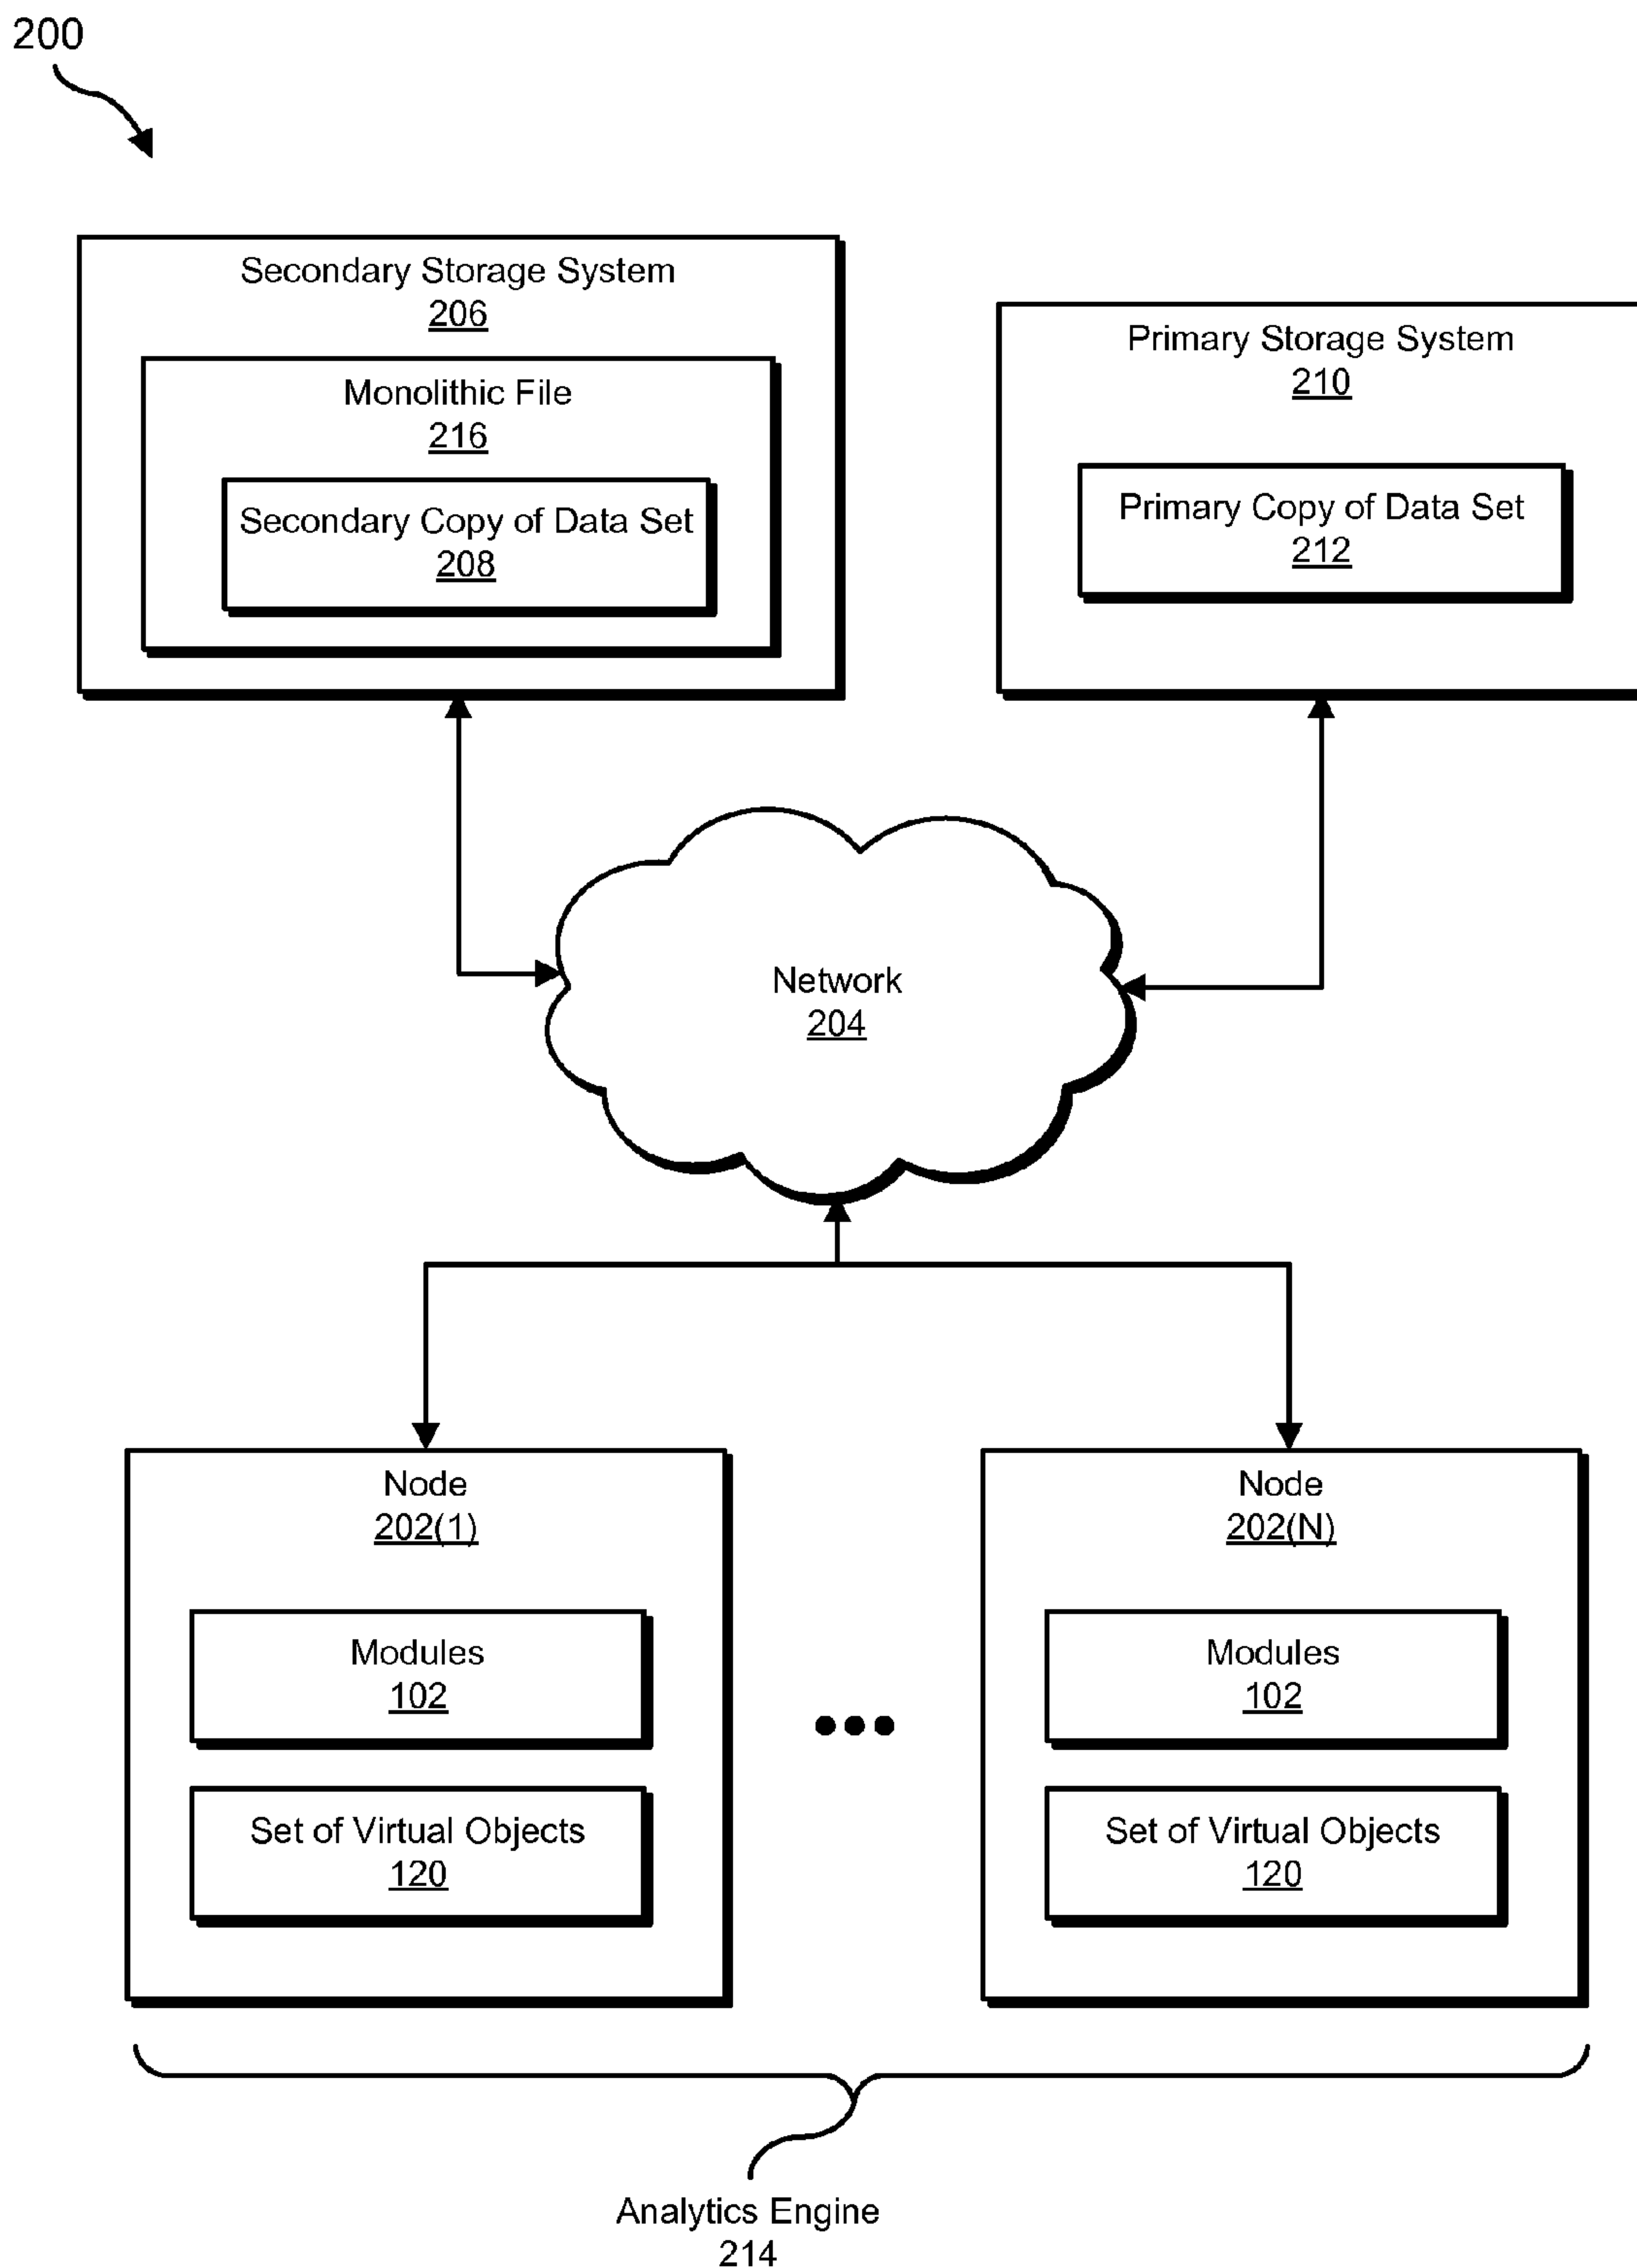 200
Secondary Storage System
206
Monolithic File
216
Secondary Copy of Data Set
208
Primary Storage System
210
Primary Copy of Data Set
212
Network
204
Node
202(1)
Modules
102
Set of Virtual Objects
120
Node
202(N)
Modules
102
Set of Virtual Objects
120
Analytics Engine
214